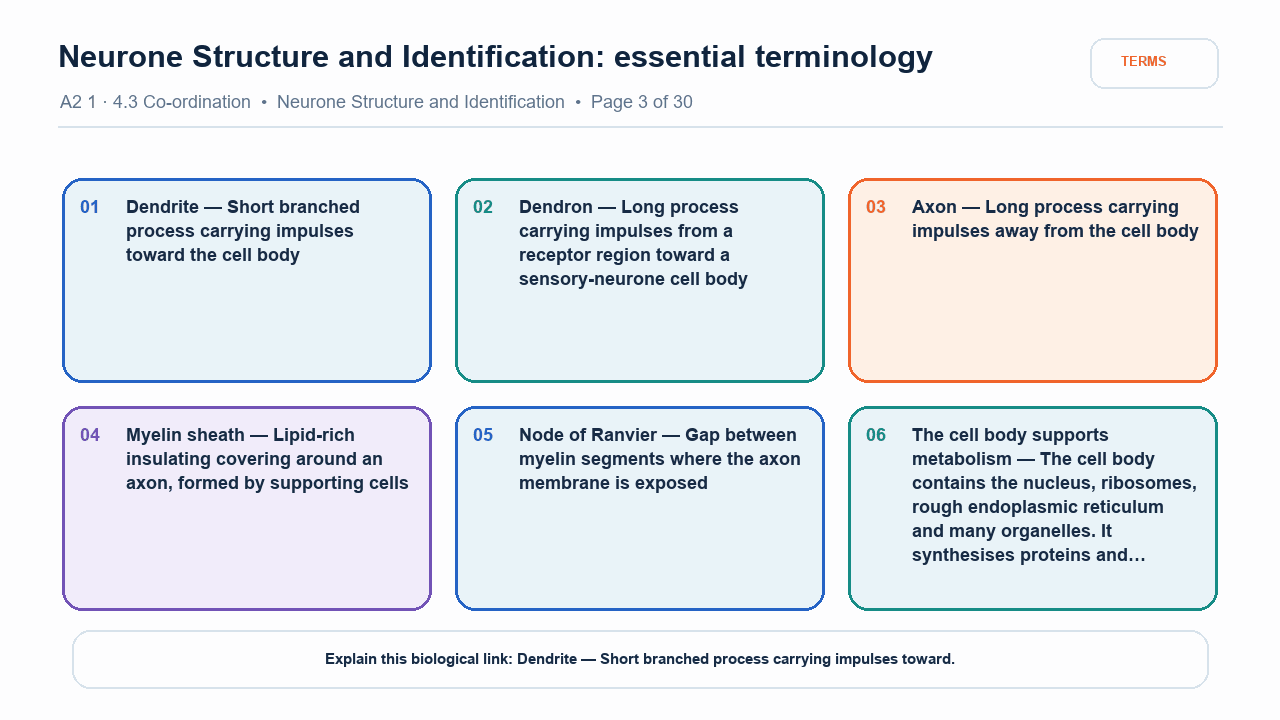 Neurone Structure and Identification: essential terminology
TERMS
A2 1 · 4.3 Co-ordination • Neurone Structure and Identification • Page 3 of 30
01
Dendrite — Short branched
process carrying impulses
toward the cell body
02
Dendron — Long process
carrying impulses from a
receptor region toward a
sensory-neurone cell body
03
Axon — Long process carrying
impulses away from the cell body
04
Myelin sheath — Lipid-rich
insulating covering around an
axon, formed by supporting cells
05
Node of Ranvier — Gap between
myelin segments where the axon
membrane is exposed
06
The cell body supports
metabolism — The cell body
contains the nucleus, ribosomes,
rough endoplasmic reticulum
and many organelles. It
synthesises proteins and…
Explain this biological link: Dendrite — Short branched process carrying impulses toward.